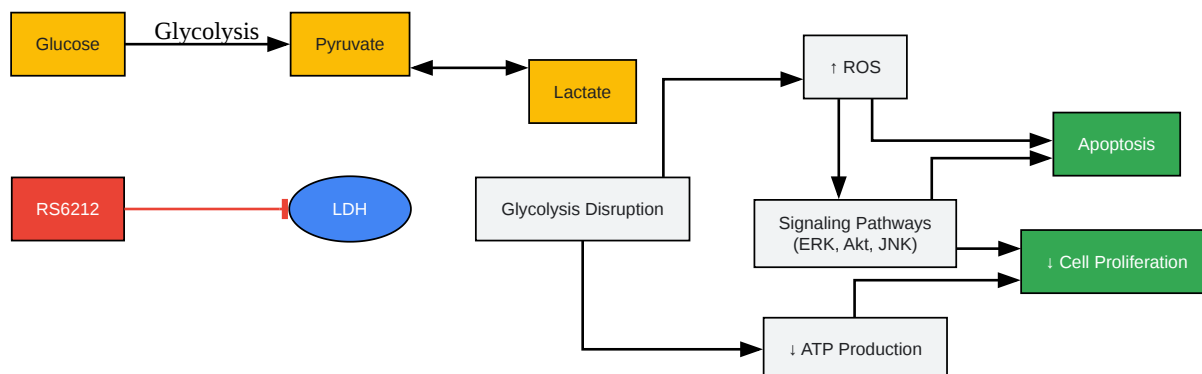 Glucose
Glycolysis
Pyruvate
Lactate
↑ ROS
Apoptosis
RS6212
LDH
Glycolysis Disruption
Signaling Pathways
(ERK, Akt, JNK)
↓ Cell Proliferation
↓ ATP Production